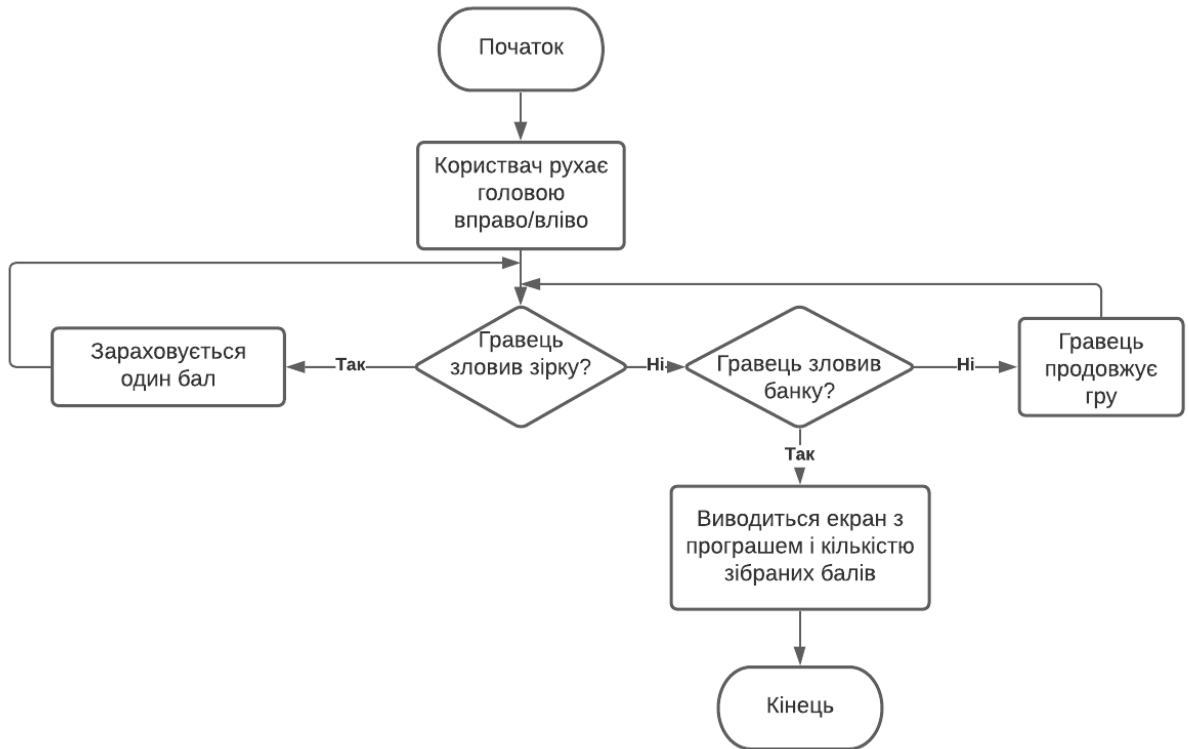 Початок
Користвач рухає
головою
вправо/вліво
Зараховується
один бал
Так
Гравець
зловив зірку?
Ні
Гравець зловив
банку?
Ні
Гравець
продовжує
гру
Так
Виводиться екран з
програшем і кількістю
зібраних балів
Кінець